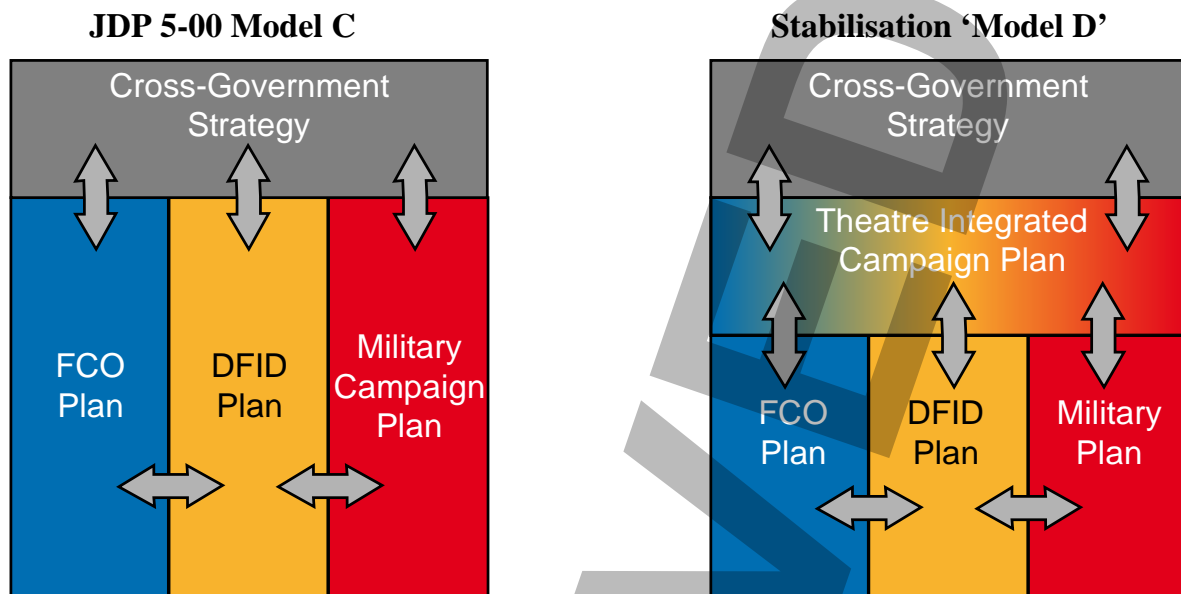 JDP 5-00 Model C
Cross-Government
Strategy
FCO
Plan
DFID
Plan
Military
Campaign
Plan
Stabilisation ‘Model D’
Cross-Government
Strategy
Theatre Integrated
Campaign Plan
FCO
Plan
DFID
Plan
Military
Plan